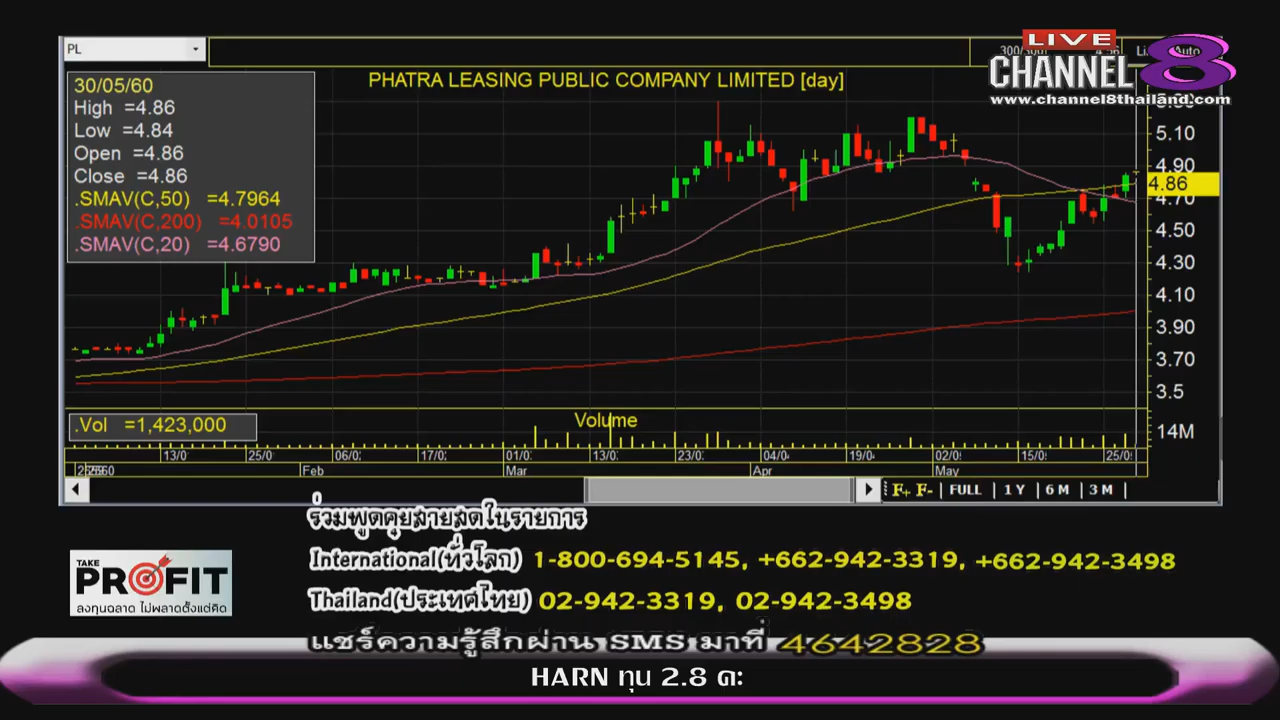 PL
LIVE
CHANNEL 8
www.channel8thailand.com
Auto
PHATRA LEASING PUBLIC COMPANY LIMITED [day]
30/05/60
High =4.86
Low =4.84
Open =4.86
Close =4.86
.SMAV(C,50) =4.7964
.SMAV(C,200) =4.0105
.SMAV(C,20) =4.6790
5.10
4.90
4.86
4.70
4.50
4.30
4.10
3.90
3.70
3.5
.Vol =1,423,000
Volume
14M
13/0 25/0 06/0 17/0 01/0 13/0 23/0 04/0 19/0 02/0 15/0 25/0
Feb Mar Apr May
F+ F- | FULL | 1 Y | 6 M | 3 M |
ร่วมพูดคุยสายสดในรายการ
International(ทั่วโลก) 1-800-694-5145, +662-942-3319, +662-942-3498
Thailand(ประเทศไทย) 02-942-3319, 02-942-3498
แชร์ความรู้สึกผ่าน SMS มาที่ 4642828
TAKE
PROFIT
ลงทุนฉลาด ไม่พลาดตั้งแต่คิด
HARN ทุน 2.8 ค่ะ